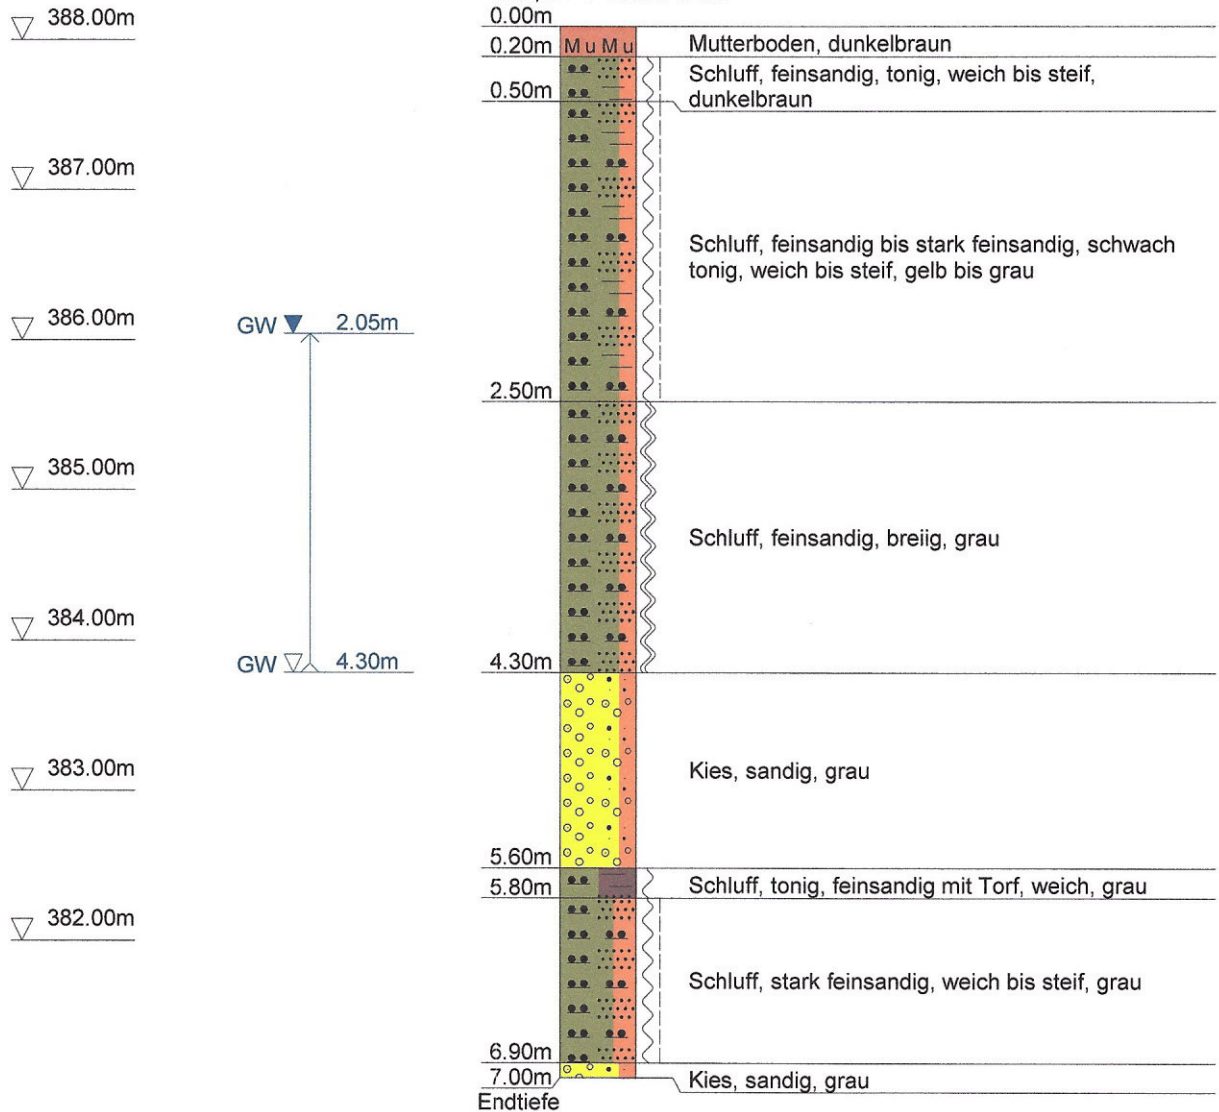 388.00m
0.00m
0.20m
M u M u
Mutterboden, dunkelbraun
Schluff, feinsandig, tonig, weich bis steif,
dunkelbraun
0.50m
387.00m
Schluff, feinsandig bis stark feinsandig, schwach
tonig, weich bis steif, gelb bis grau
386.00m
GW 2.05m
2.50m
385.00m
Schluff, feinsandig, breiig, grau
384.00m
GW 4.30m
4.30m
383.00m
Kies, sandig, grau
5.60m
5.80m
Schluff, tonig, feinsandig mit Torf, weich, grau
382.00m
Schluff, stark feinsandig, weich bis steif, grau
6.90m
7.00m
Kies, sandig, grau
Endtiefe